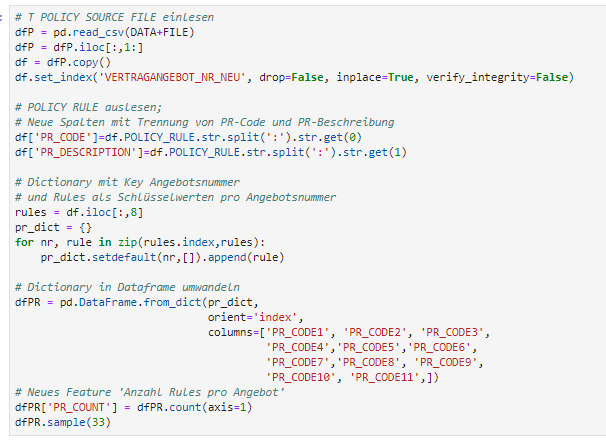 :
# T POLICY SOURCE FILE einlesen
dfP = pd.read_csv(DATA+FILE)
dfP = dfP.iloc[:,1:]
df = dfP.copy()
df.set_index('VERTRAGANGEBOT_NR_NEU', drop=False, inplace=True, verify_integrity=False)

# POLICY RULE auslesen;
# Neue Spalten mit Trennung von PR-Code und PR-Beschreibung
df['PR_CODE']=df.POLICY_RULE.str.split(':').str.get(0)
df['PR_DESCRIPTION']=df.POLICY_RULE.str.split(':').str.get(1)

# Dictionary mit Key Angebotsnummer
# und Rules als Schlüsselwerten pro Angebotsnummer
rules = df.iloc[:,8]
pr_dict = {}
for nr, rule in zip(rules.index,rules):
    pr_dict.setdefault(nr,[]).append(rule)

# Dictionary in Dataframe umwandeln
dfPR = pd.DataFrame.from_dict(pr_dict,
                              orient='index',
                              columns=['PR_CODE1', 'PR_CODE2', 'PR_CODE3',
                                       'PR_CODE4','PR_CODE5','PR_CODE6',
                                       'PR_CODE7','PR_CODE8', 'PR_CODE9',
                                       'PR_CODE10', 'PR_CODE11',])
# Neues Feature 'Anzahl Rules pro Angebot'
dfPR['PR_COUNT'] = dfPR.count(axis=1)
dfPR.sample(33)